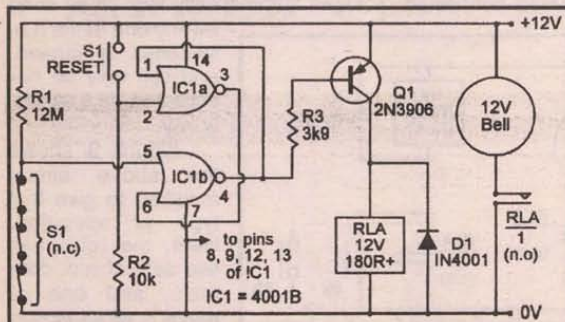 +12V
S1
RESET
1
14
3
IC1a
2
R1
12M
Q1
2N3906
12V
Bell
R3
3k9
5
IC1b
4
6
7
S1
(n.c)
to pins
8, 9, 12, 13
of IC1
IC1 = 4001B
R2
10k
RLA
12V
180R+
D1
IN4001
RLA
1
(n.o)
0V